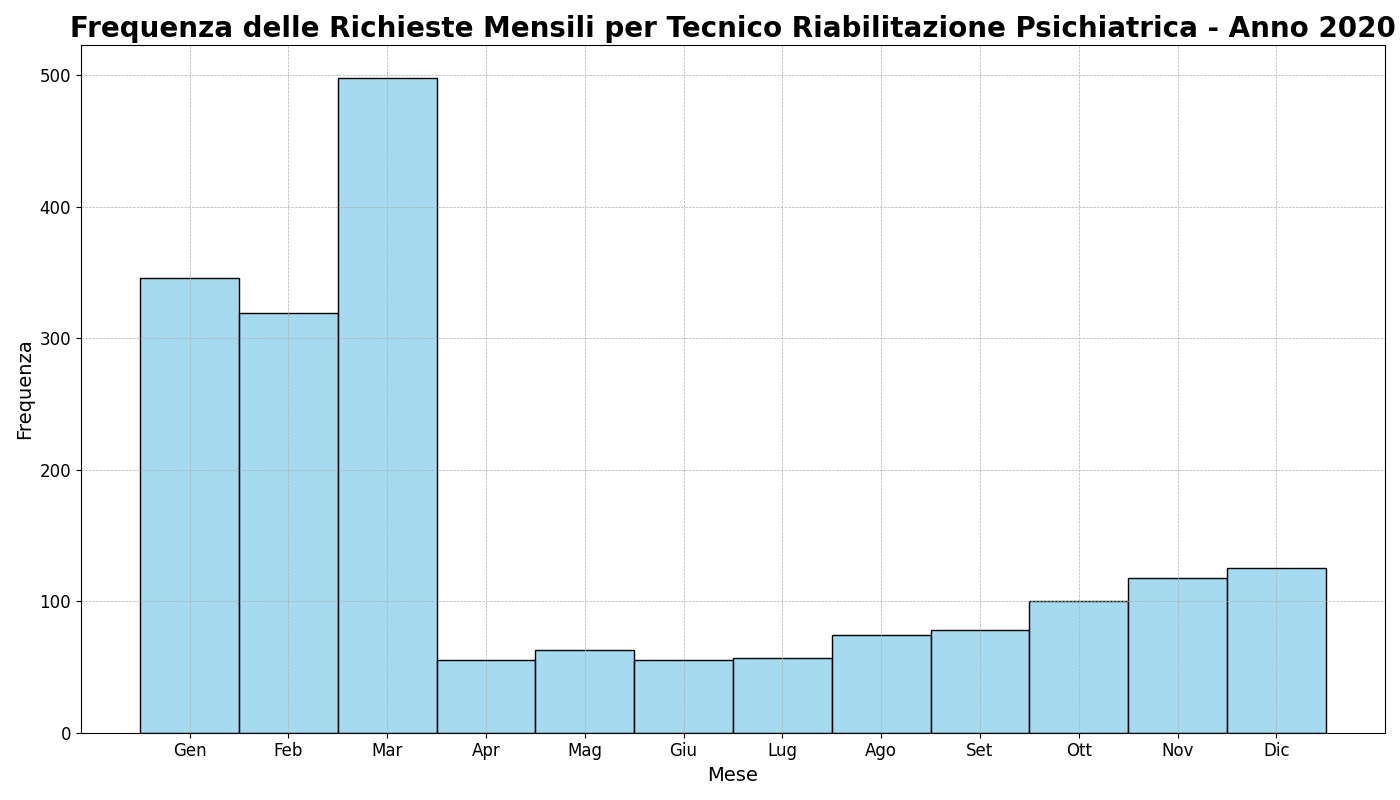 Frequenza delle Richieste Mensili per Tecnico Riabilitazione Psichiatrica - Anno 2020
500
400
300
200
100
0
Frequenza
Gen Feb Mar Apr Mag Giu Lug Ago Set Ott Nov Dic
Mese